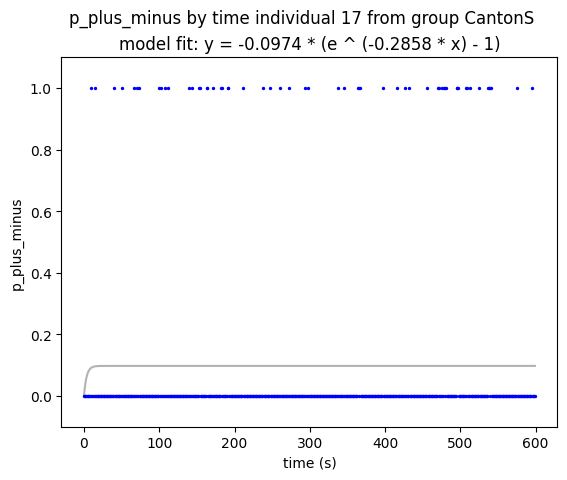 p_plus_minus by time individual 17 from group CantonS
model fit: y = -0.0974 * (e ^ (-0.2858 * x) - 1)
1.0
0.8
0.6
0.4
0.2
0.0
p_plus_minus
0 100 200 300 400 500 600
time (s)